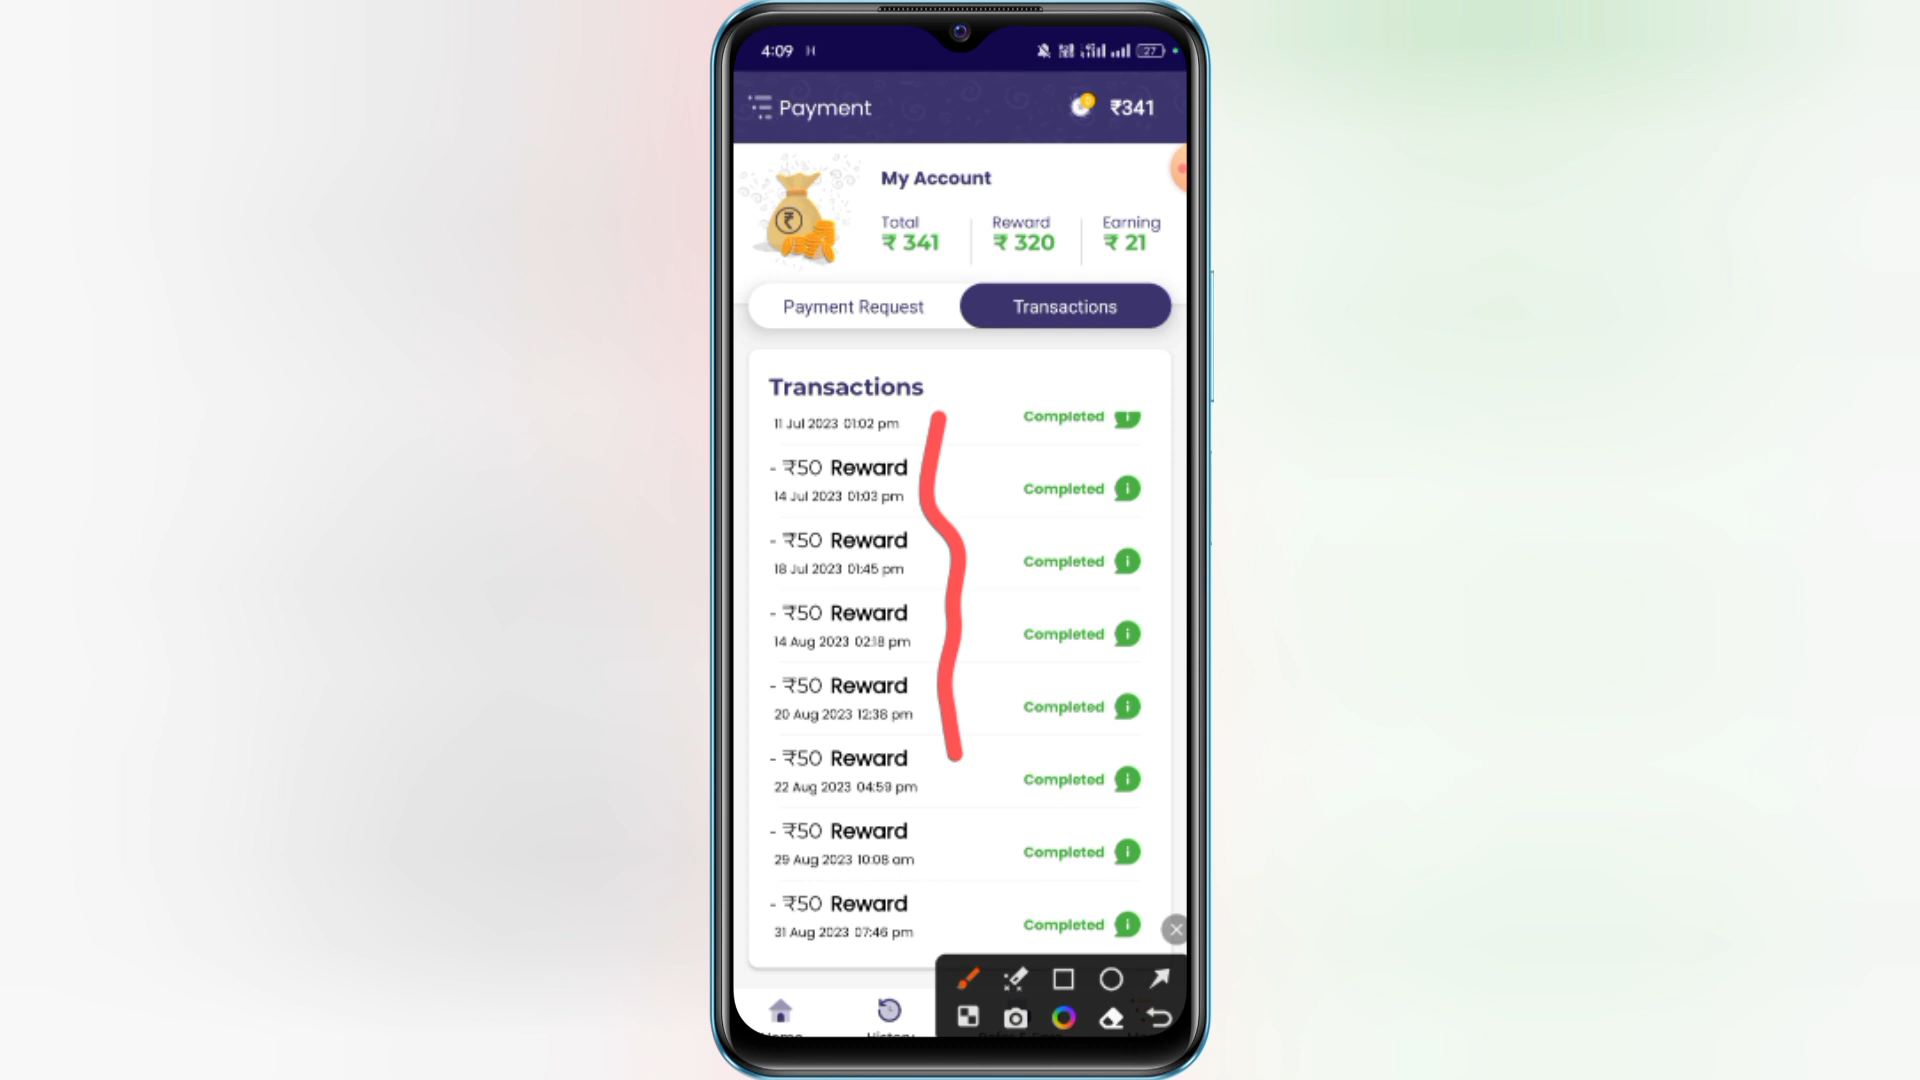 4:09
27
Payment
₹341
My Account
Total Reward Earning
₹ 341 ₹ 320 ₹ 21
Payment Request Transactions
Transactions
11 Jul 2023 01:02 pm Completed
- ₹50 Reward
14 Jul 2023 01:03 pm Completed
- ₹50 Reward
18 Jul 2023 01:45 pm Completed
- ₹50 Reward
14 Aug 2023 02:18 pm Completed
- ₹50 Reward
20 Aug 2023 12:38 pm Completed
- ₹50 Reward
22 Aug 2023 04:59 pm Completed
- ₹50 Reward
29 Aug 2023 10:08 am Completed
- ₹50 Reward
31 Aug 2023 07:46 pm Completed